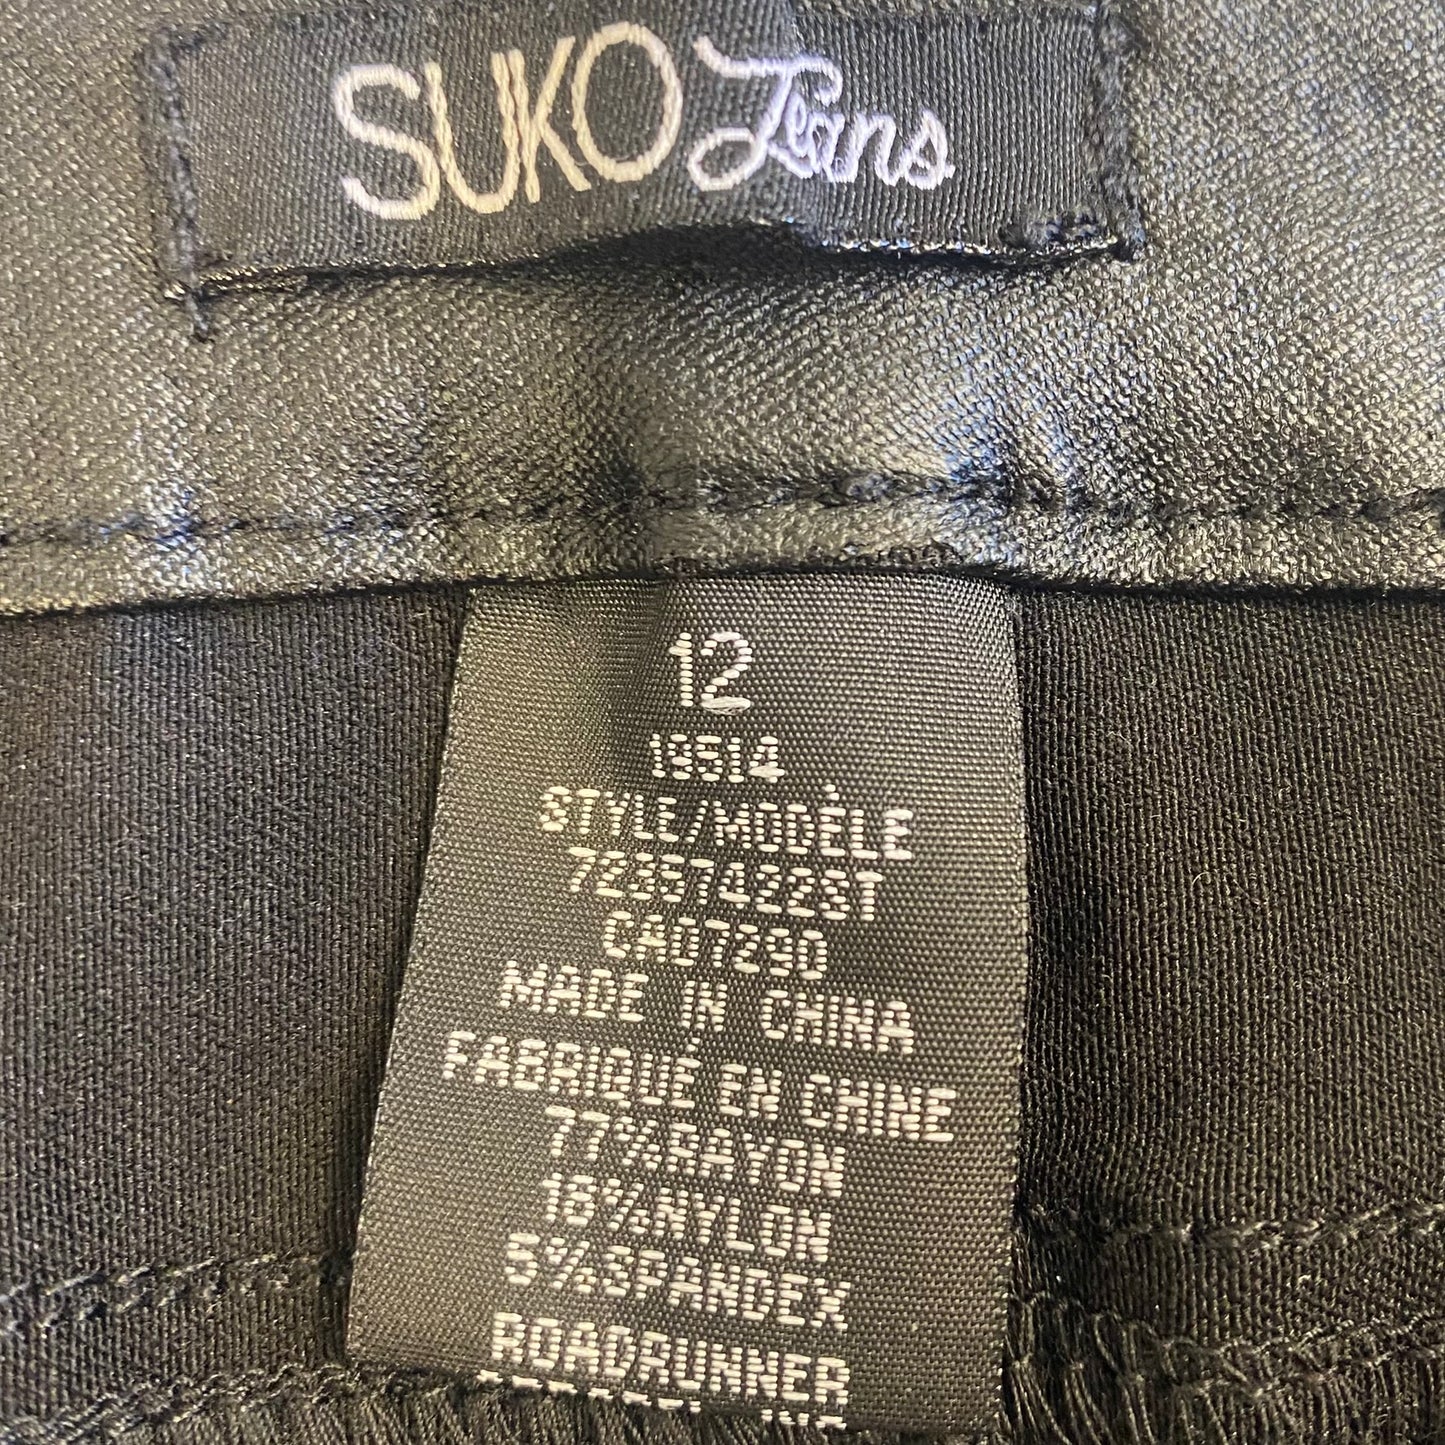 SUKO Jeans
12
19514
STYLE/MODÈLE
CA07290
MADE IN CHINA
FABRIQUÉ EN CHINE
77%RAYON
18%NYLON
5%SPANDEX
ROADRUNNER